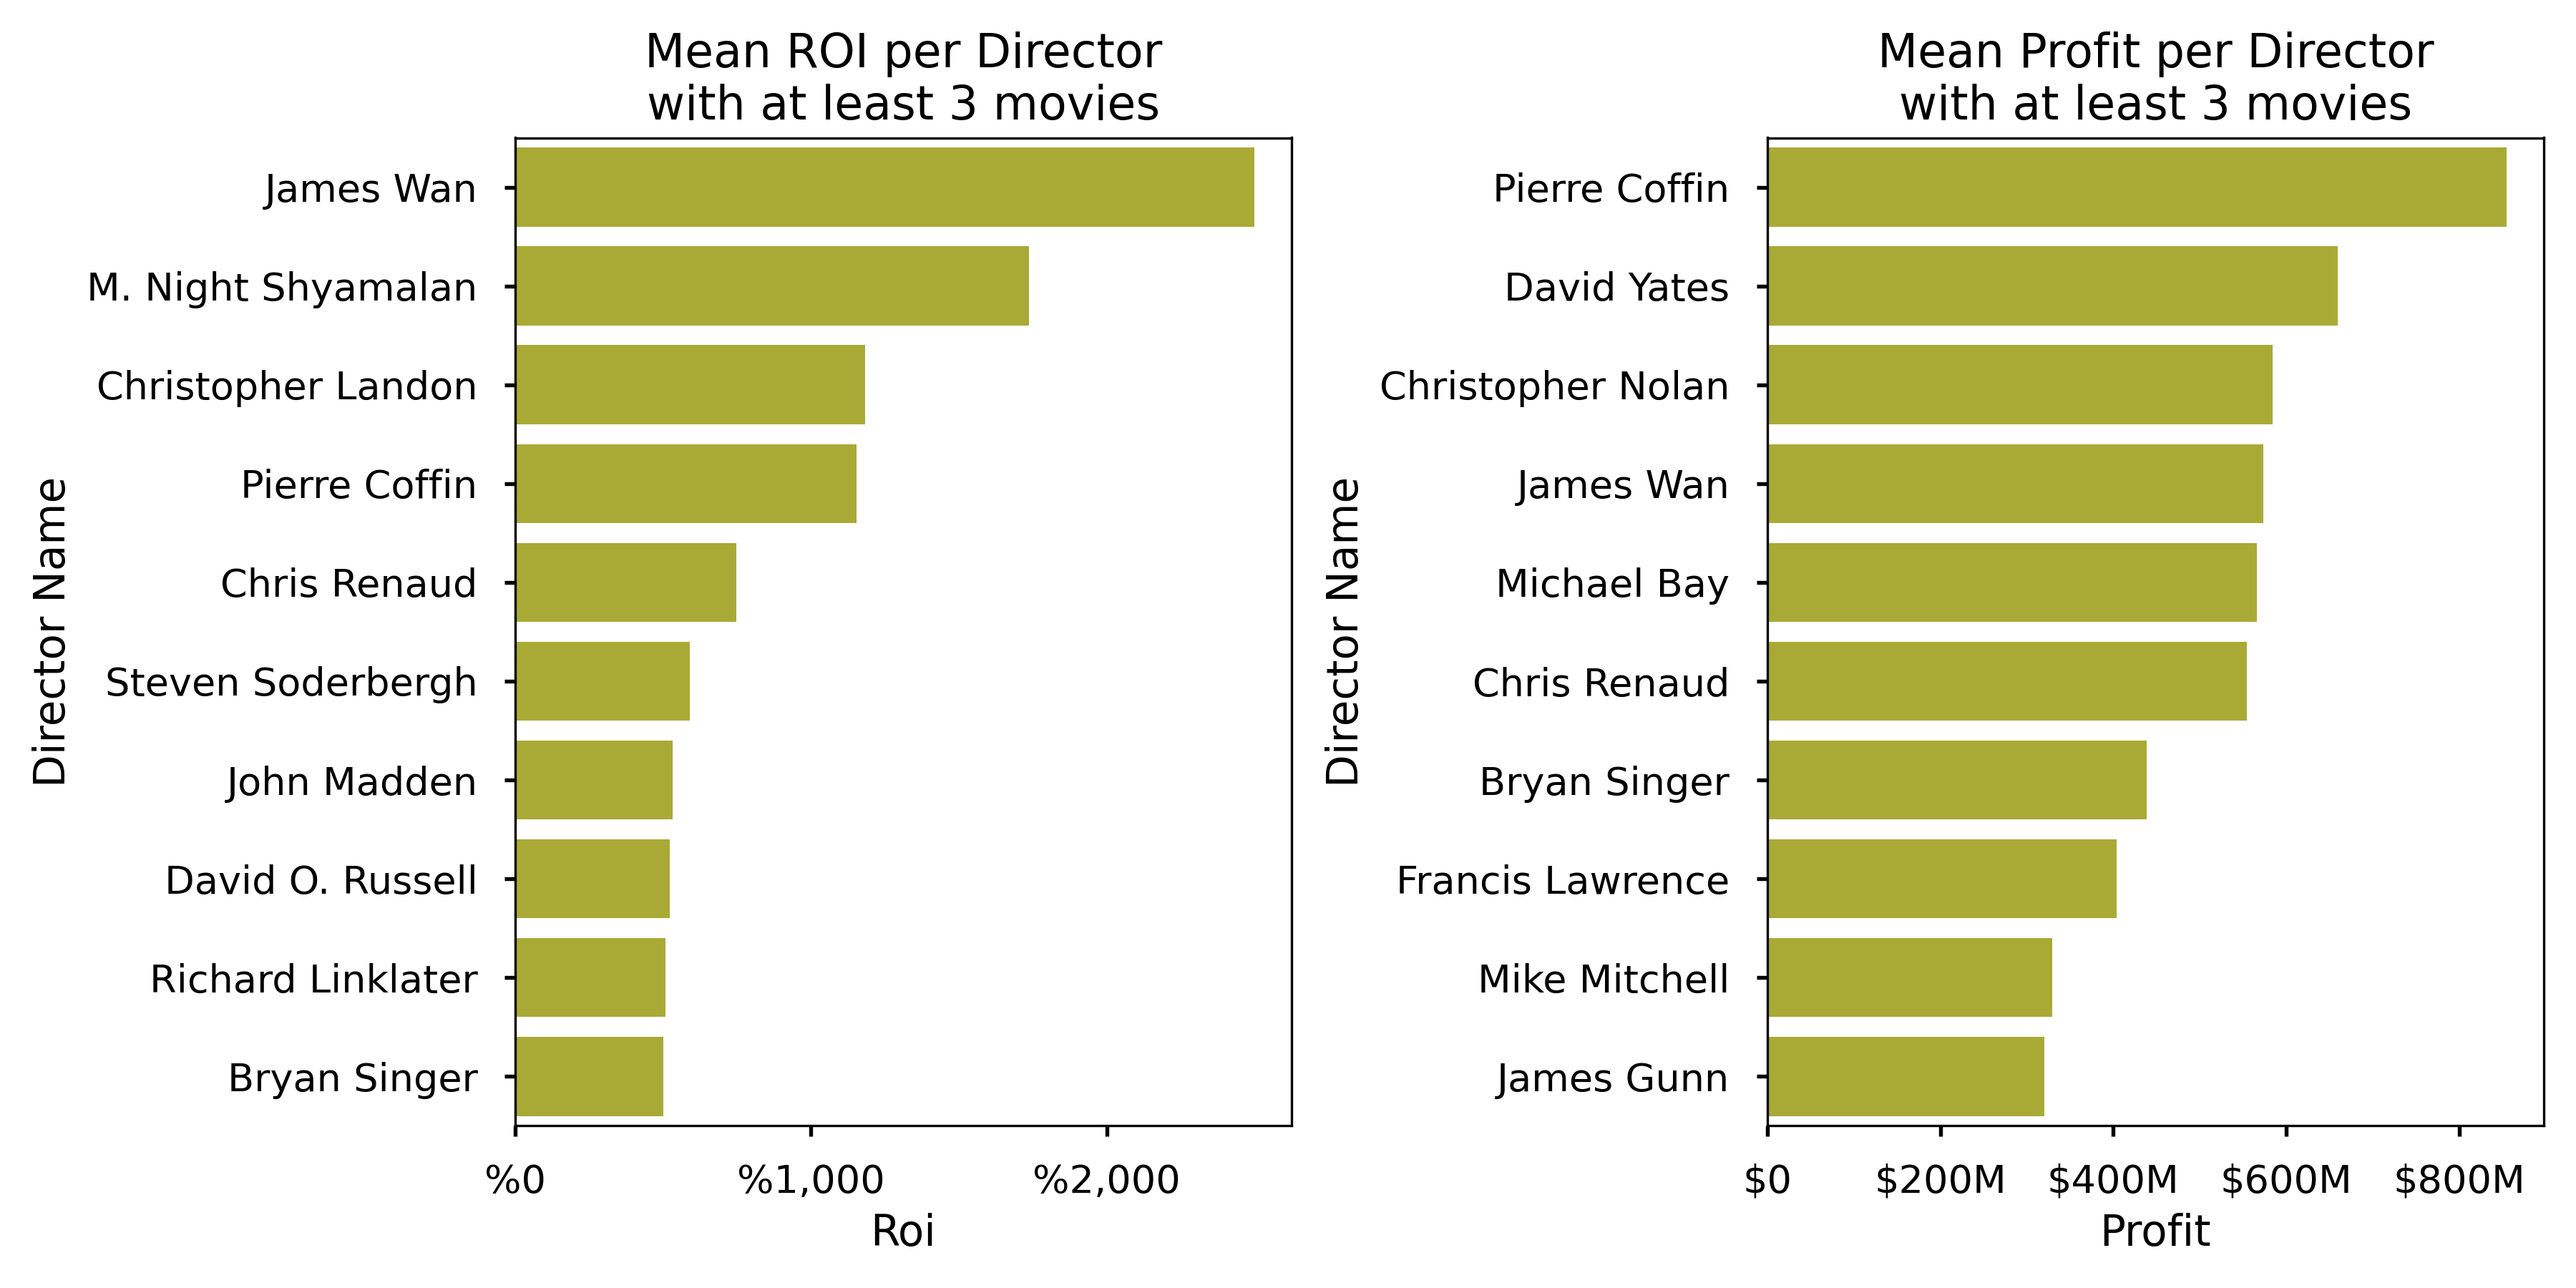 Mean ROI per Director
with at least 3 movies
Director Name
James Wan
M. Night Shyamalan
Christopher Landon
Pierre Coffin
Chris Renaud
Steven Soderbergh
John Madden
David O. Russell
Richard Linklater
Bryan Singer
%0
%1,000
%2,000
Roi
Mean Profit per Director
with at least 3 movies
Director Name
Pierre Coffin
David Yates
Christopher Nolan
James Wan
Michael Bay
Chris Renaud
Bryan Singer
Francis Lawrence
Mike Mitchell
James Gunn
$0
$200M
$400M
$600M
$800M
Profit